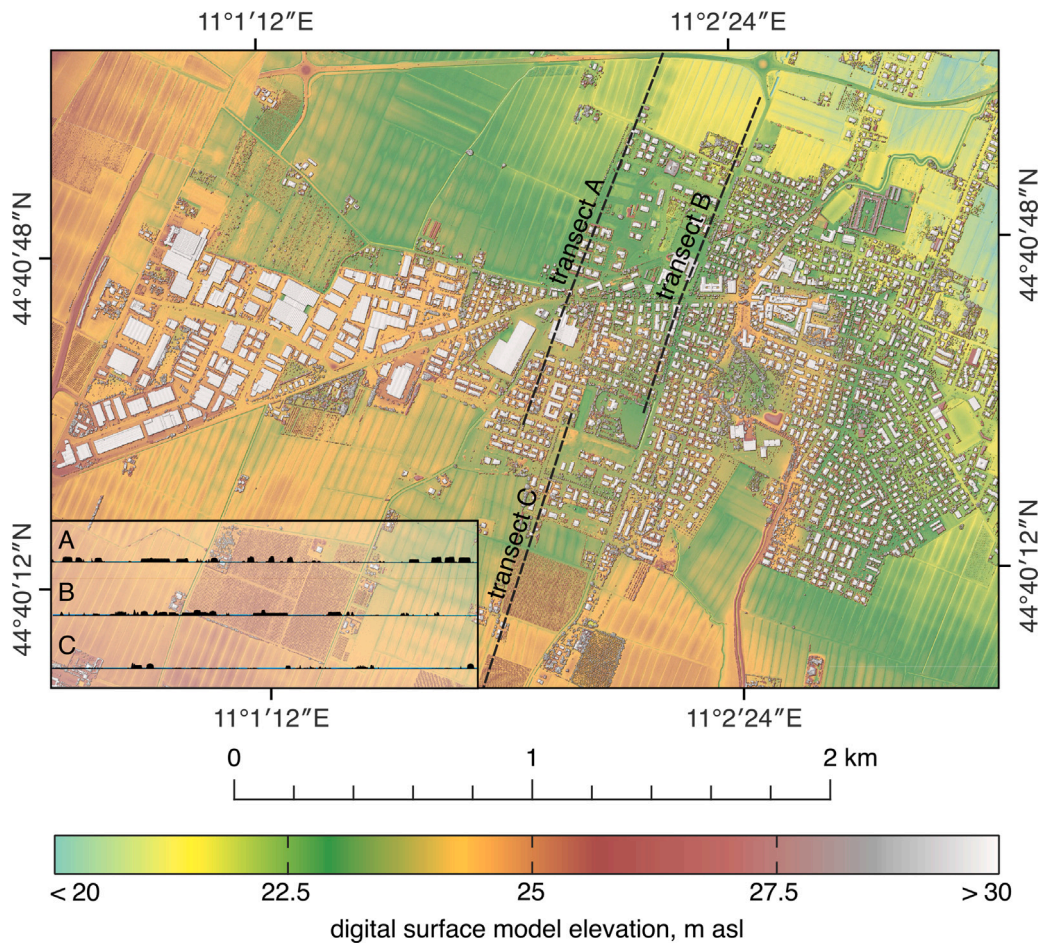 11°1′12″E 11°2′24″E
44°40′48″N
44°40′48″N
transect A
transect B
transect C
A
B
C
44°40′12″N
44°40′12″N
11°1′12″E 11°2′24″E
0 1 2 km
< 20 22.5 25 27.5 > 30
digital surface model elevation, m asl